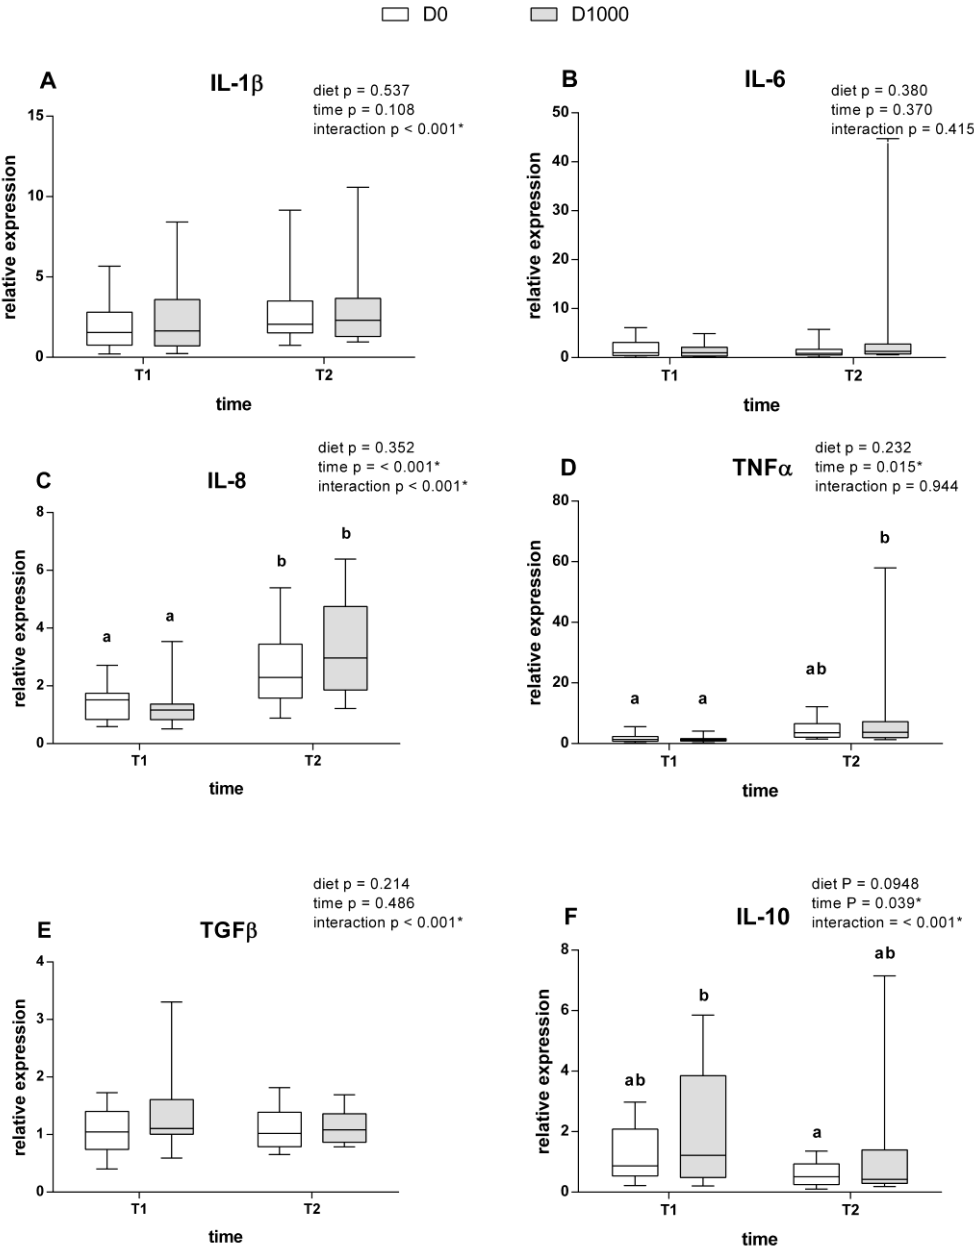 D0 D1000
A IL-1β
diet p = 0.537
time p = 0.108
interaction p < 0.001*
15
10
5
0
relative expression
T1 T2
time
B IL-6
diet p = 0.380
time p = 0.370
interaction p = 0.415
50
40
30
20
10
0
relative expression
T1 T2
time
C IL-8
diet p = 0.352
time p = < 0.001*
interaction p < 0.001*
8
6
4
2
0
relative expression
a a b b
T1 T2
time
D TNFα
diet p = 0.232
time p = 0.015*
interaction p = 0.944
80
60
40
20
0
relative expression
a a ab b
T1 T2
time
E TGFβ
diet p = 0.214
time p = 0.486
interaction p < 0.001*
4
3
2
1
0
relative expression
T1 T2
time
F IL-10
diet P = 0.0948
time P = 0.039*
interaction = < 0.001*
8
6
4
2
0
relative expression
ab b a ab
T1 T2
time